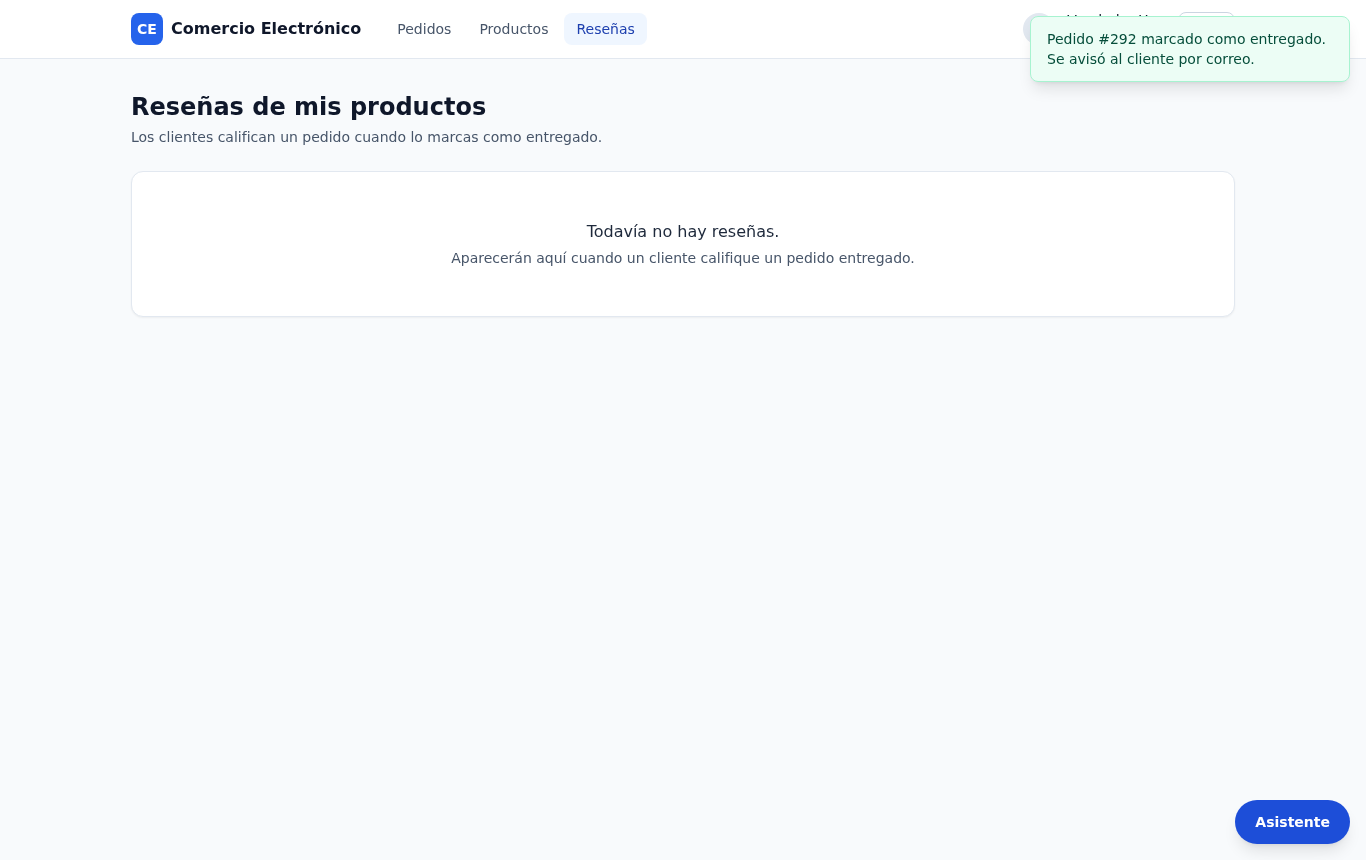 CE Comercio Electrónico Pedidos Productos Reseñas
Pedido #292 marcado como entregado.
Se avisó al cliente por correo.
Reseñas de mis productos
Los clientes califican un pedido cuando lo marcas como entregado.
Todavía no hay reseñas.
Aparecerán aquí cuando un cliente califique un pedido entregado.
Asistente